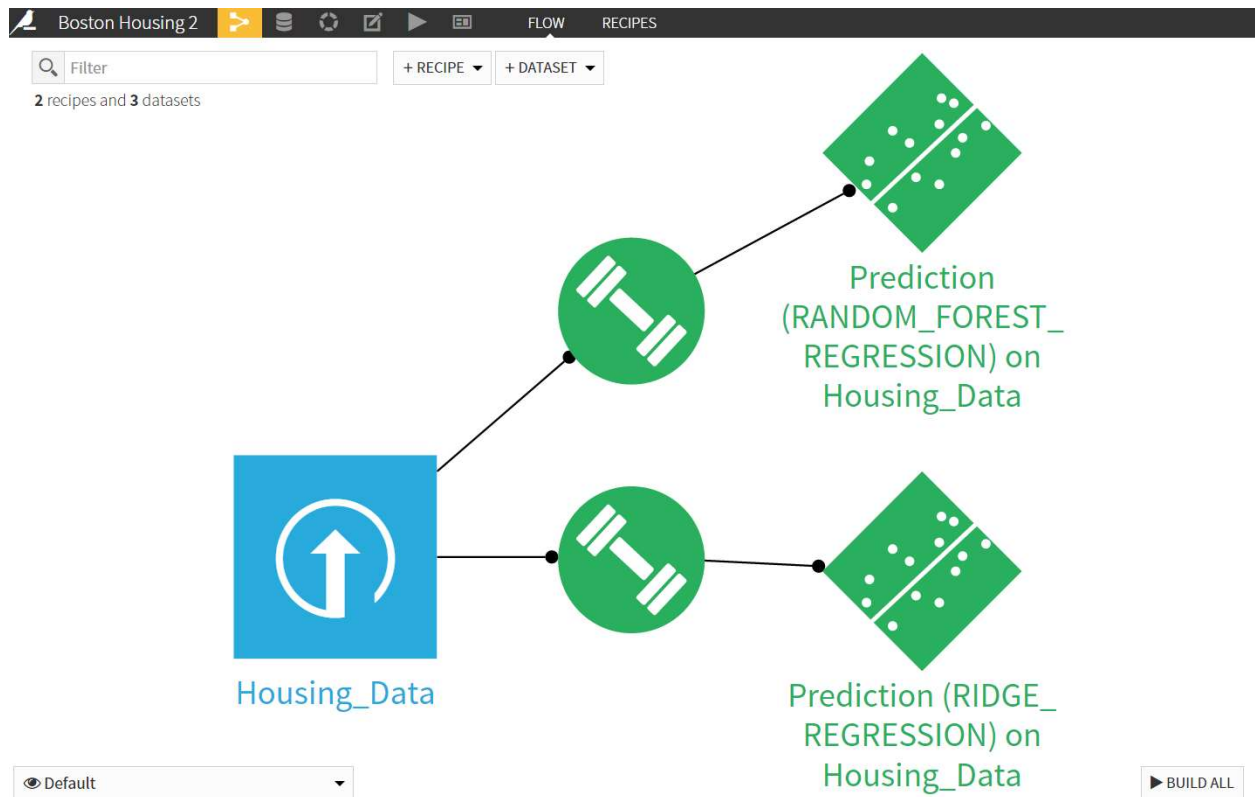 Boston Housing 2 FLOW RECIPES
Filter + RECIPE + DATASET
2 recipes and 3 datasets
Prediction
(RANDOM_FOREST_
REGRESSION) on
Housing_Data
Housing_Data
Prediction (RIDGE_
REGRESSION) on
Housing_Data
Default BUILD ALL